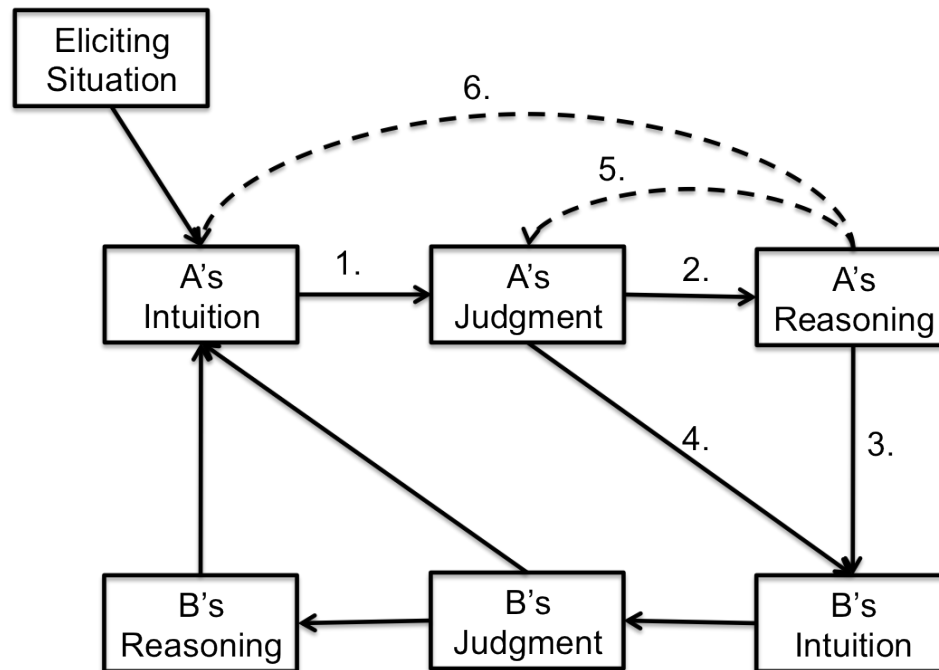 Eliciting
Situation
6.
5.
A's
Intuition
1.
A's
Judgment
2.
A's
Reasoning
4.
3.
B's
Reasoning
B's
Judgment
B's
Intuition